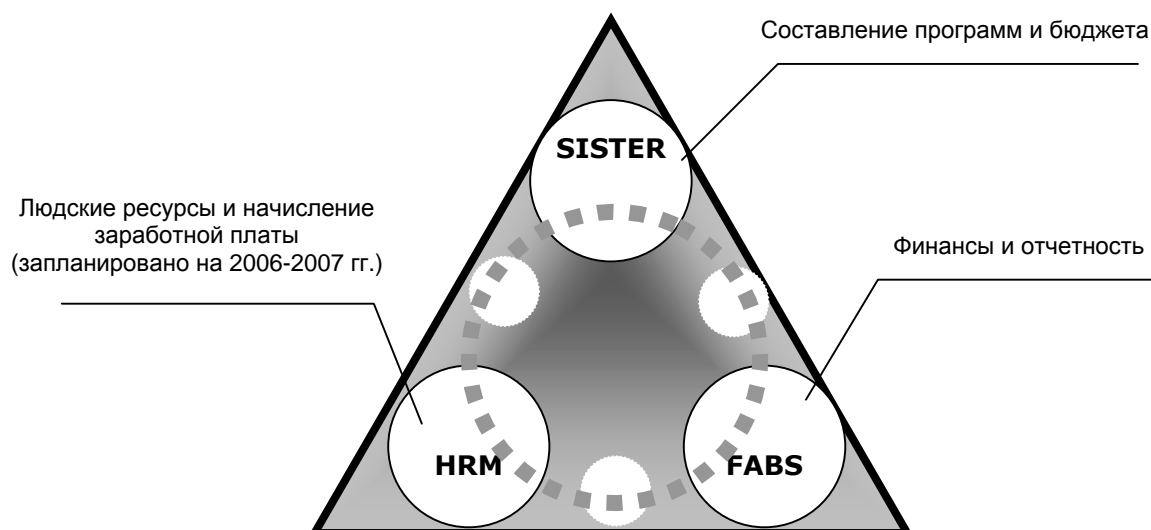 Составление программ и бюджета
SISTER
Людские ресурсы и начисление
заработной платы
(запланировано на 2006-2007 гг.)
Финансы и отчетность
HRM
FABS